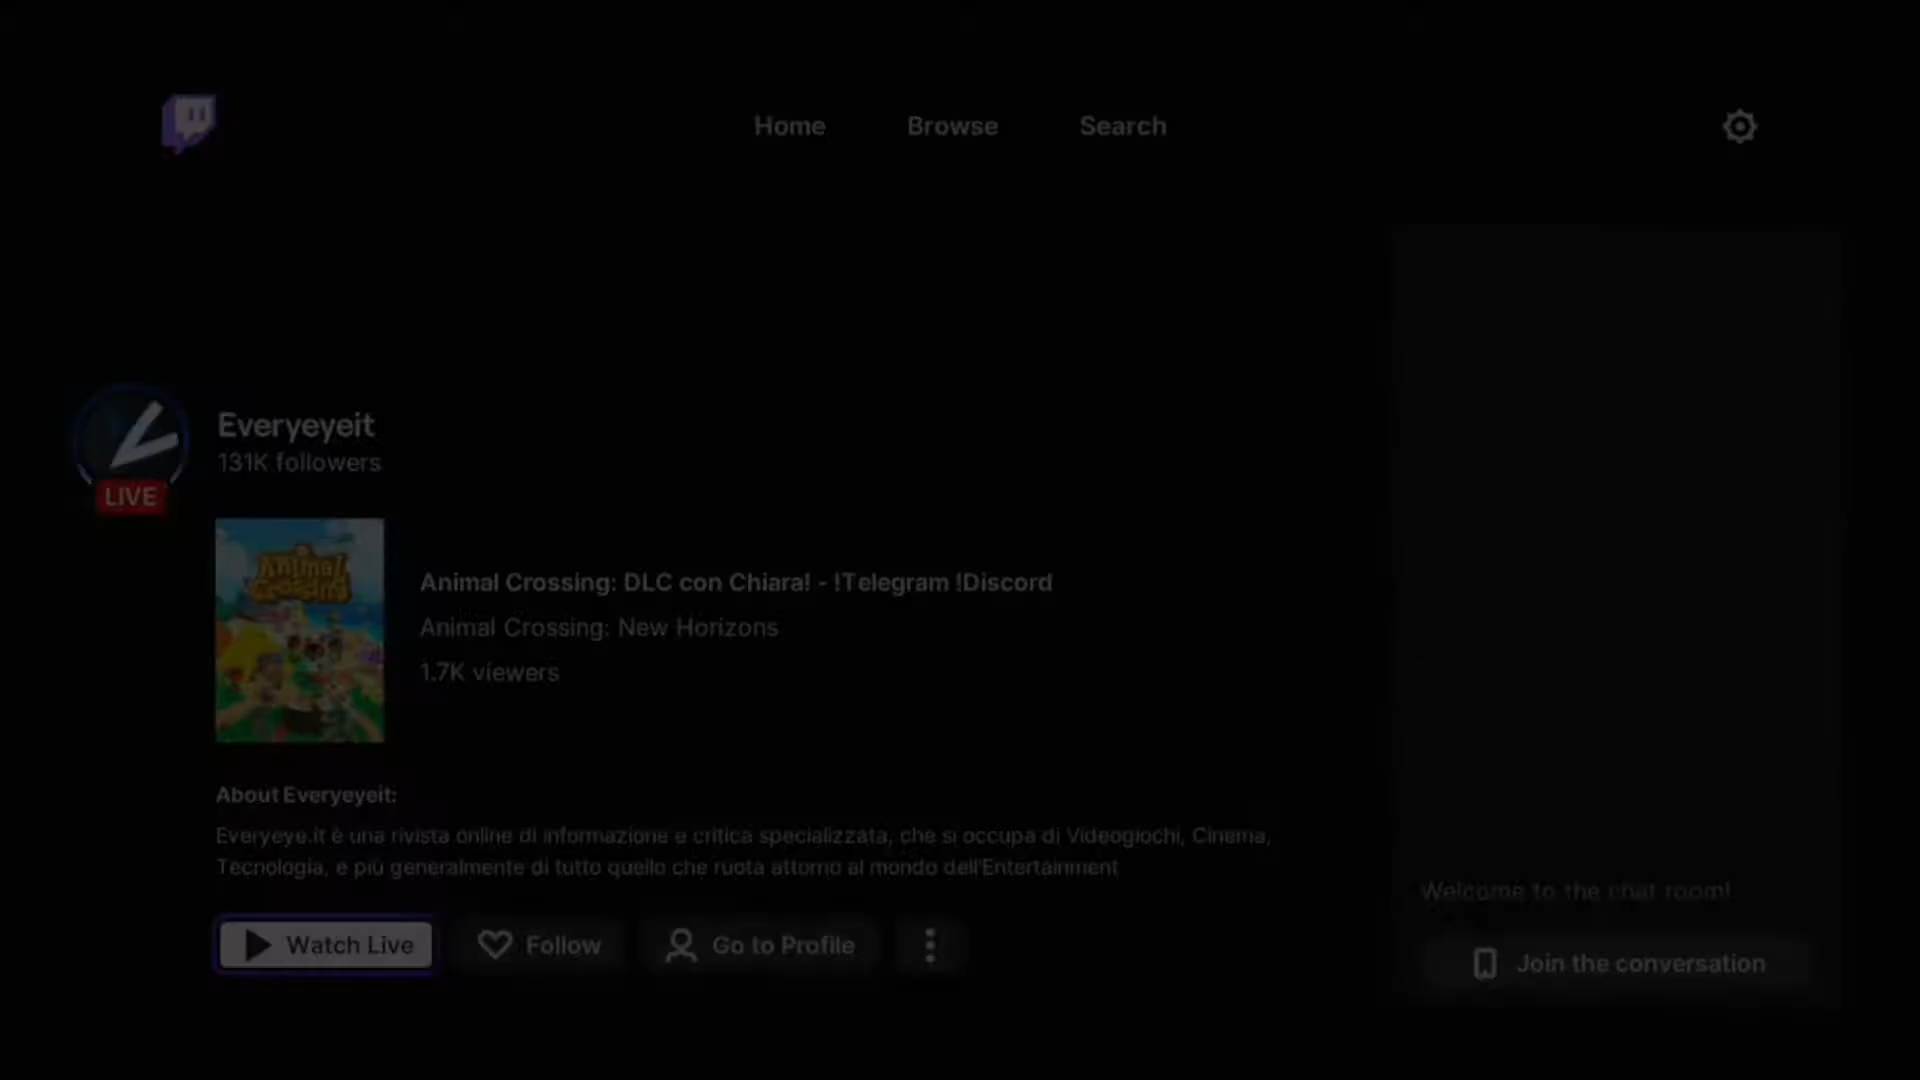 Home Browse Search
Everyeyeit
131K followers
LIVE
Animal Crossing
Animal Crossing: DLC con Chiara! - !Telegram !Discord
Animal Crossing: New Horizons
1.7K viewers
About Everyeyeit:
Everyeye.it è una rivista online di informazione e critica specializzata, che si occupa di Videogiochi, Cinema,
Tecnologia, e più generalmente di tutto quello che ruota attorno al mondo dell'Entertainment
Watch Live Follow Go to Profile
Welcome to the chat room!
Join the conversation